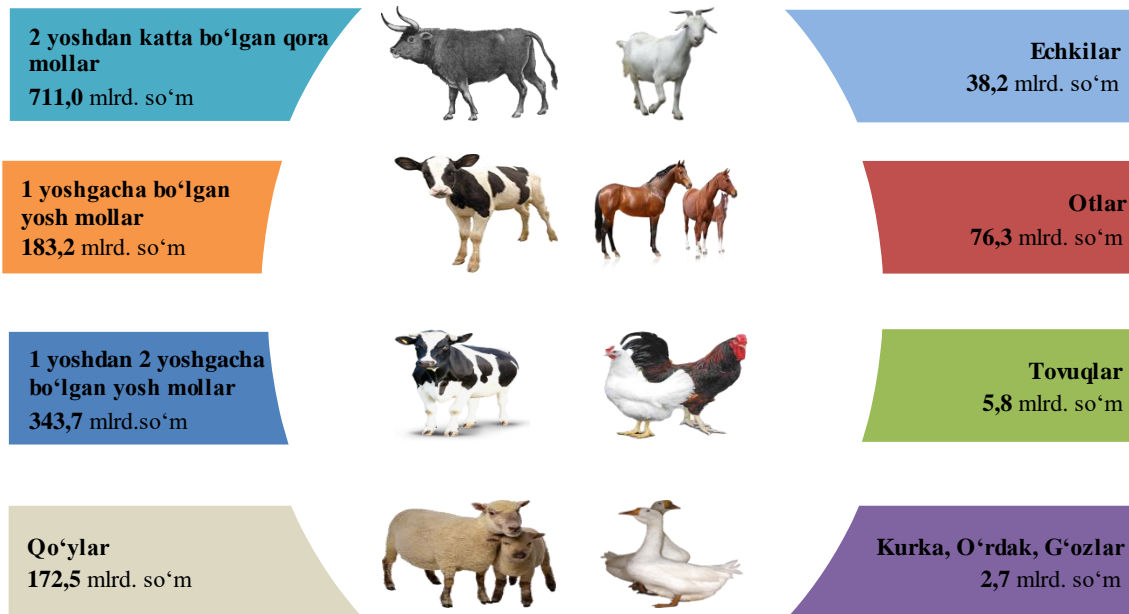 2 yoshdan katta bo‘lgan qora
mollar
711,0 mlrd. so‘m
Echkilar
38,2 mlrd. so‘m
1 yoshgacha bo‘lgan
yosh mollar
183,2 mlrd. so‘m
Otlar
76,3 mlrd. so‘m
1 yoshdan 2 yoshgacha
bo‘lgan yosh mollar
343,7 mlrd.so‘m
Tovuqlar
5,8 mlrd. so‘m
Qo‘ylar
172,5 mlrd. so‘m
Kurka, O‘rdak, G‘ozlar
2,7 mlrd. so‘m